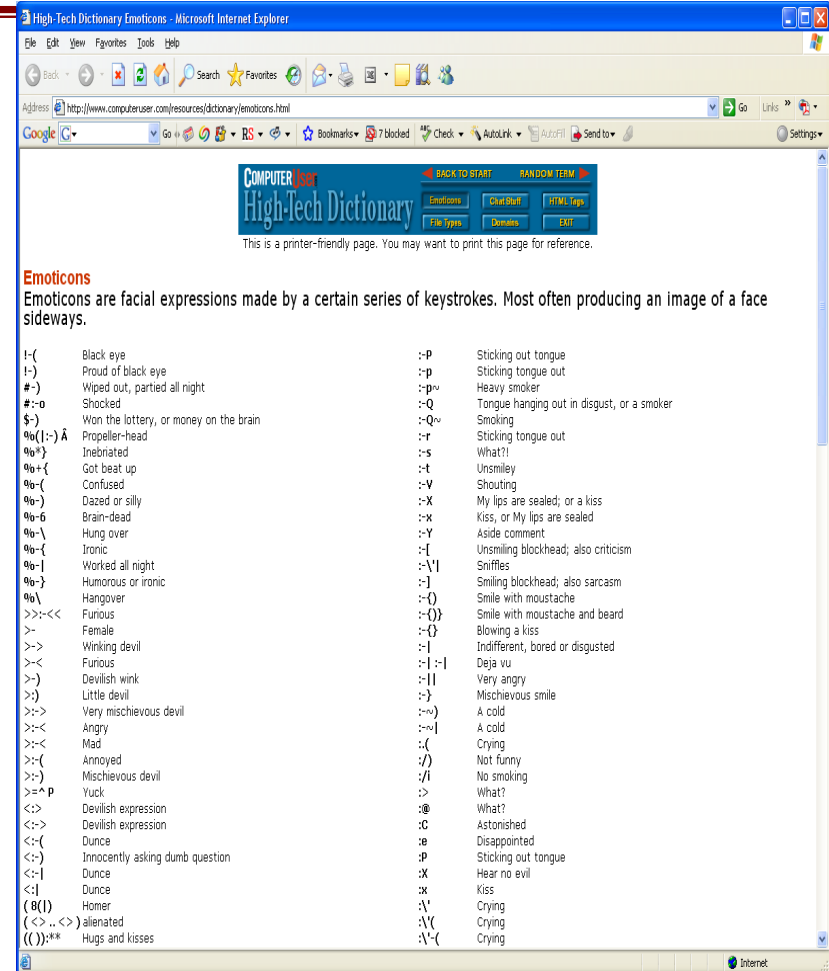 High-Tech Dictionary Emoticons - Microsoft Internet Explorer
File Edit View Favorites Tools Help
Back Search Favorites
Address http://www.computeruser.com/resources/dictionary/emoticons.html Go Links »
Google G Go RS Bookmarks 7 blocked Check AutoLink AutoFill Send to Settings
COMPUTERUser BACK TO START RANDOM TERM
High-Tech Dictionary Emoticons Chat Stuff HTML Tags
File Types Domains EXIT
This is a printer-friendly page. You may want to print this page for reference.
Emoticons
Emoticons are facial expressions made by a certain series of keystrokes. Most often producing an image of a face
sideways.
!-( Black eye :-P Sticking out tongue
!-) Proud of black eye :-p Sticking tongue out
#-) Wiped out, partied all night :-p~ Heavy smoker
#:-o Shocked :-Q Tongue hanging out in disgust, or a smoker
$-) Won the lottery, or money on the brain :-Q~ Smoking
%(|:-) Â Propeller-head :-r Sticking tongue out
%*} Inebriated :-s What?!
%+{ Got beat up :-t Unsmiley
%-( Confused :-V Shouting
%-) Dazed or silly :-X My lips are sealed; or a kiss
%-6 Brain-dead :-x Kiss, or My lips are sealed
%-\ Hung over :-Y Aside comment
%-{ Ironic :-[ Unsmiling blockhead; also criticism
%-| Worked all night :-\'| Sniffles
%-} Humorous or ironic :-] Smiling blockhead; also sarcasm
%\ Hangover :-{) Smile with moustache
>>:-<< Furious :-{)} Smile with moustache and beard
>- Female :-{} Blowing a kiss
>-> Winking devil :-| Indifferent, bored or disgusted
>-< Furious :-| :-| Deja vu
>-) Devilish wink :-|| Very angry
>:) Little devil :-} Mischievous smile
>:-> Very mischievous devil :-~) A cold
>:-< Angry :-~| A cold
>:-< Mad :.( Crying
>:-( Annoyed :/) Not funny
>:-) Mischievous devil :/i No smoking
>=^ P Yuck :> What?
<:> Devilish expression :@ What?
<:-> Devilish expression :C Astonished
<:-( Dunce :e Disappointed
<:-) Innocently asking dumb question :P Sticking out tongue
<:-| Dunce :X Hear no evil
<:| Dunce :x Kiss
( 8(|) Homer :\' Crying
( <> .. <> ) alienated :\'( Crying
(( )):** Hugs and kisses :\'-( Crying
Internet